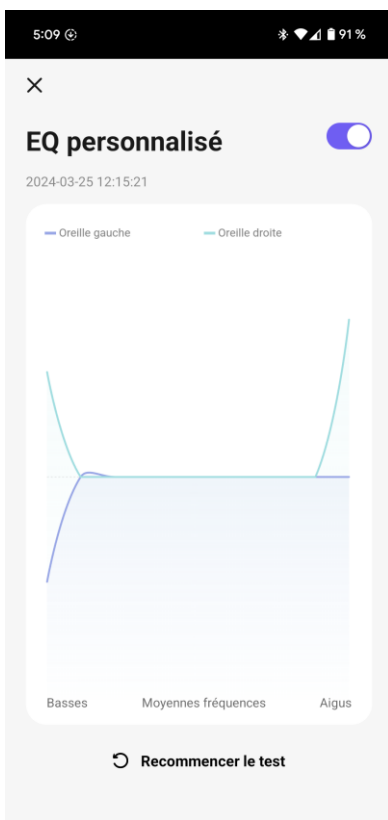 5:09
91 %
EQ personnalisé
2024-03-25 12:15:21
Oreille gauche
Oreille droite
Basses
Moyennes fréquences
Aigus
Recommencer le test